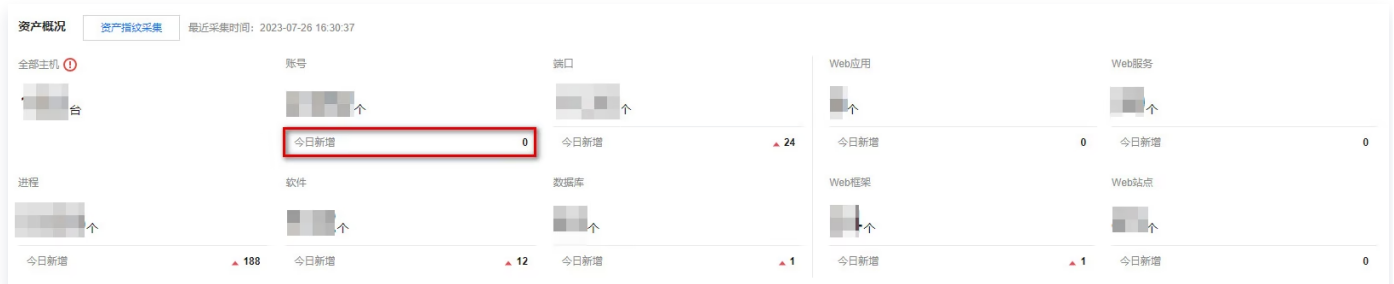 资产概况 资产指纹采集 最近采集时间：2023-07-26 16:30:37
全部主机 账号 端口 Web应用 Web服务
台 个 个 个 个
今日新增 0 今日新增 24 今日新增 0 今日新增 0
进程 软件 数据库 Web框架 Web站点
个 个 个 个 个
今日新增 188 今日新增 12 今日新增 1 今日新增 1 今日新增 0